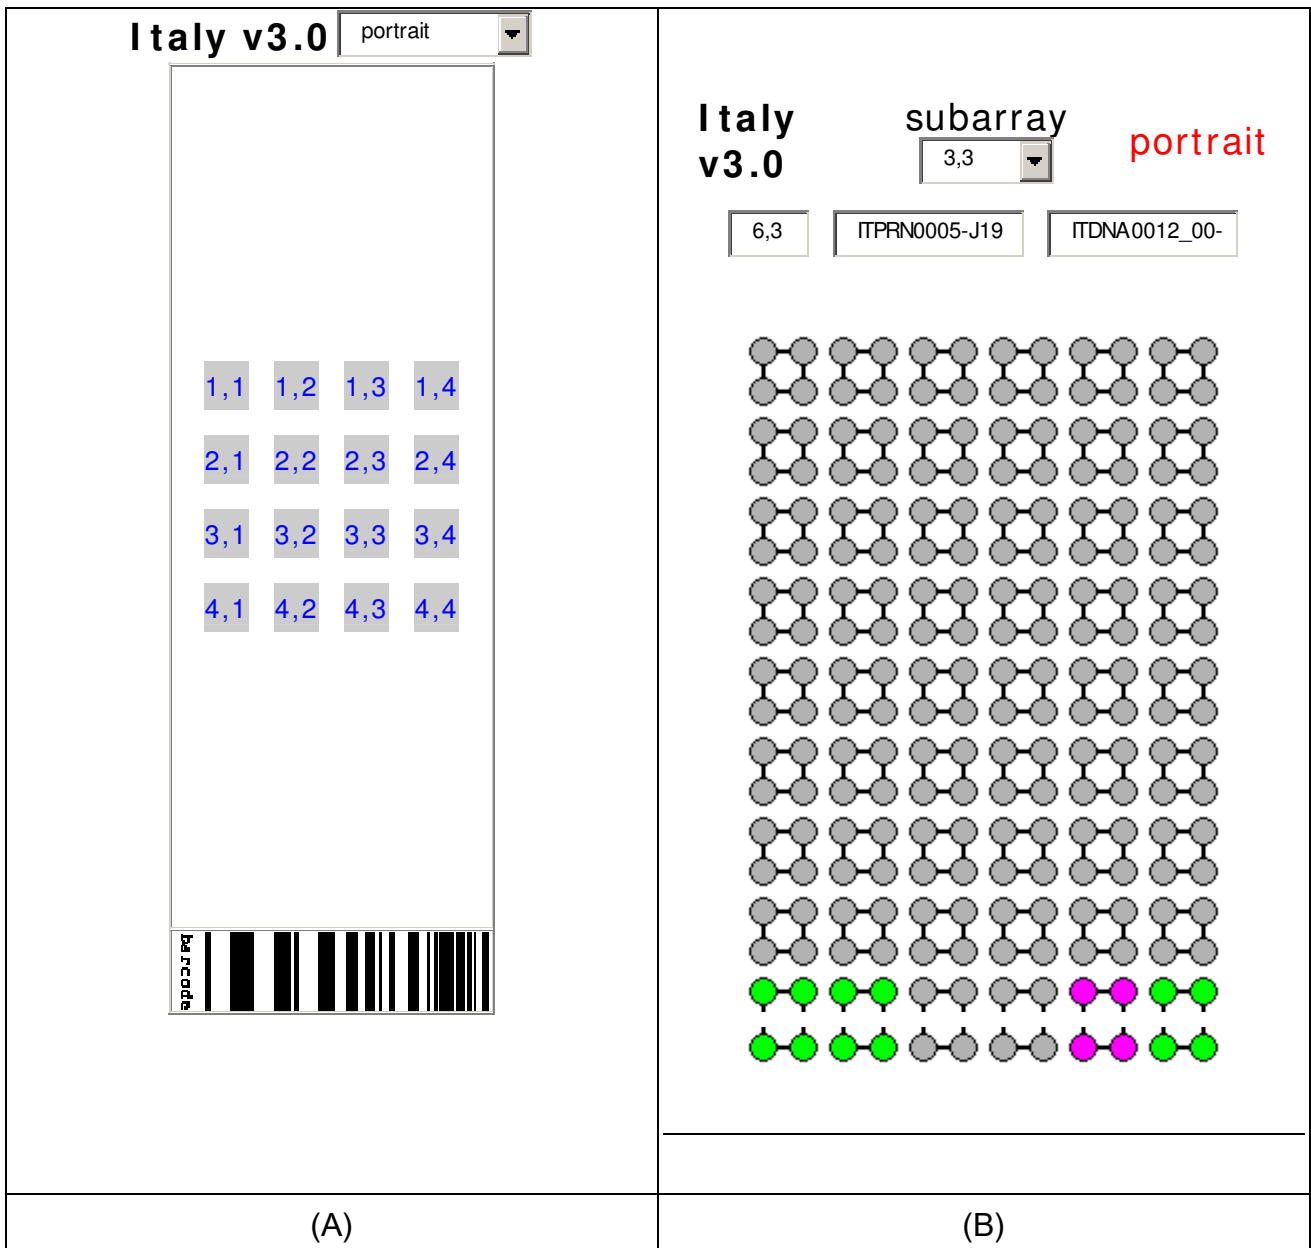 Italy v3.0 portrait
1,1 1,2 1,3 1,4
2,1 2,2 2,3 2,4
3,1 3,2 3,3 3,4
4,1 4,2 4,3 4,4
barcode
(A)
Italy v3.0
subarray
3,3
portrait
6,3 ITPRN0005-J19 ITDNA0012_00-
(B)